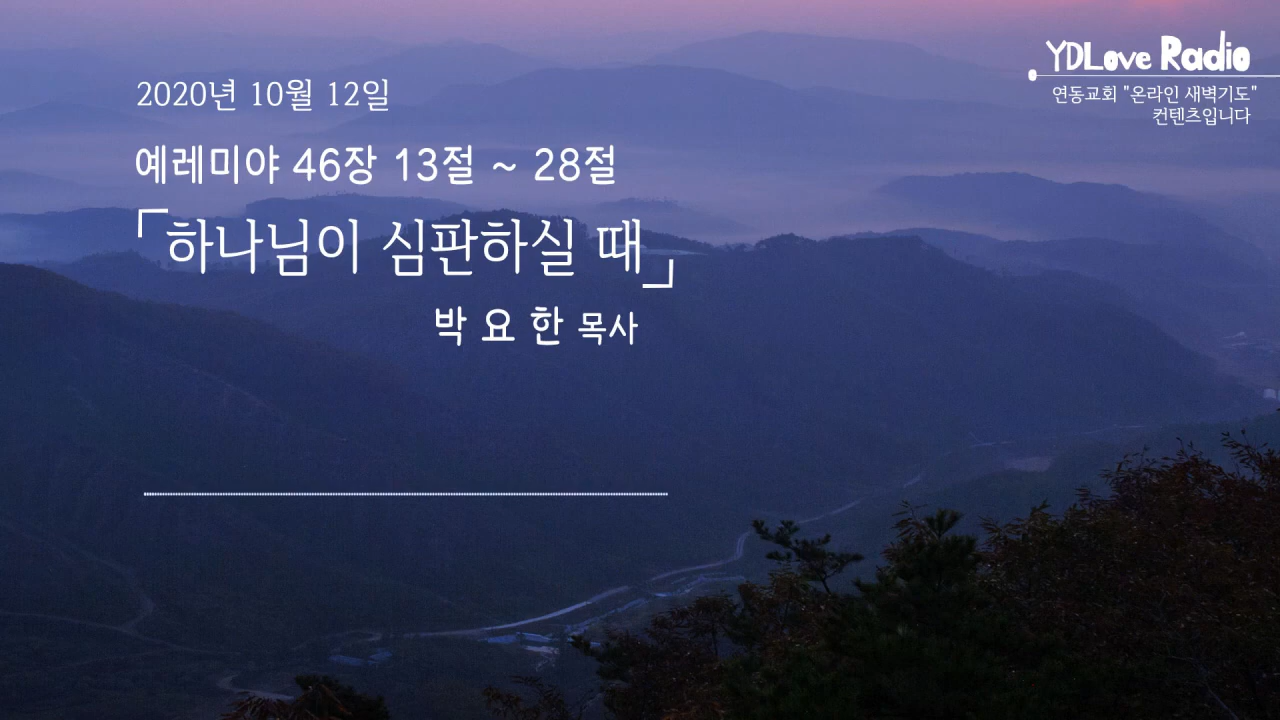 YDLove Radio
연동교회 "온라인 새벽기도"
컨텐츠입니다
2020년 10월 12일
예레미야 46장 13절 ~ 28절
「하나님이 심판하실 때」
박 요 한 목사